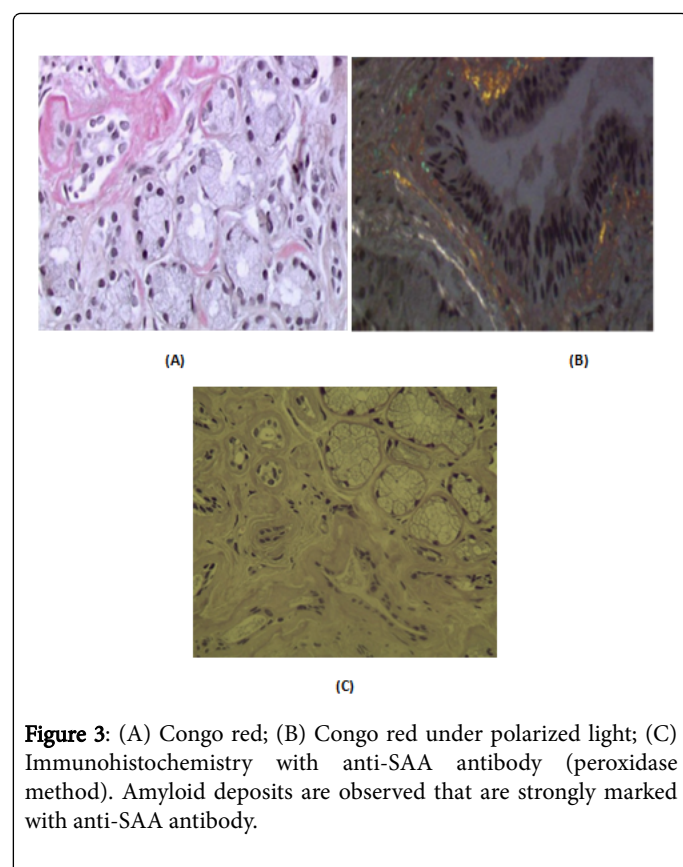 (A)
(B)
(C)
Figure 3: (A) Congo red; (B) Congo red under polarized light; (C)
Immunohistochemistry with anti-SAA antibody (peroxidase
method). Amyloid deposits are observed that are strongly marked
with anti-SAA antibody.